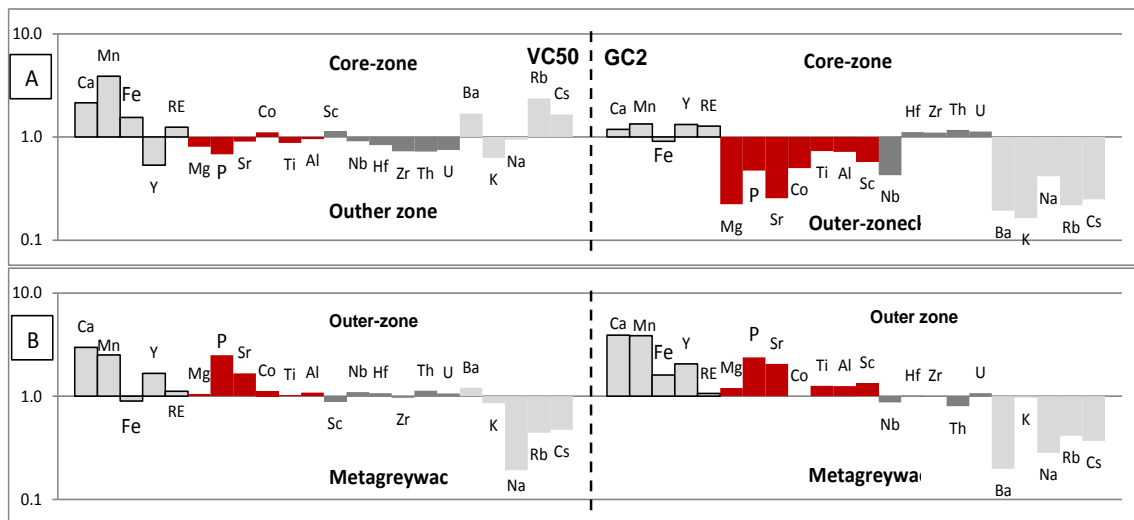 10.0
A
Ca Mn Fe Y RE Mg P Sr Co Ti Al Sc Nb Hf Zr Th U Ba K Na Rb Cs
Core-zone
VC50
GC2
Core-zone
Ca Mn Fe Y RE Mg P Sr Co Ti Al Sc Nb Hf Zr Th U Ba K Na Rb Cs
1.0
Outher zone
Outer-zoneck
0.1
10.0
B
Outer-zone
Outer zone
Ca Mn Fe Y RE Mg P Sr Co Ti Al Sc Nb Hf Zr Th U Ba K Na Rb Cs
Ca Mn Fe Y RE Mg P Sr Co Ti Al Sc Nb Hf Zr Th U Ba K Na Rb Cs
1.0
Metagreywac
Metagreywac
0.1